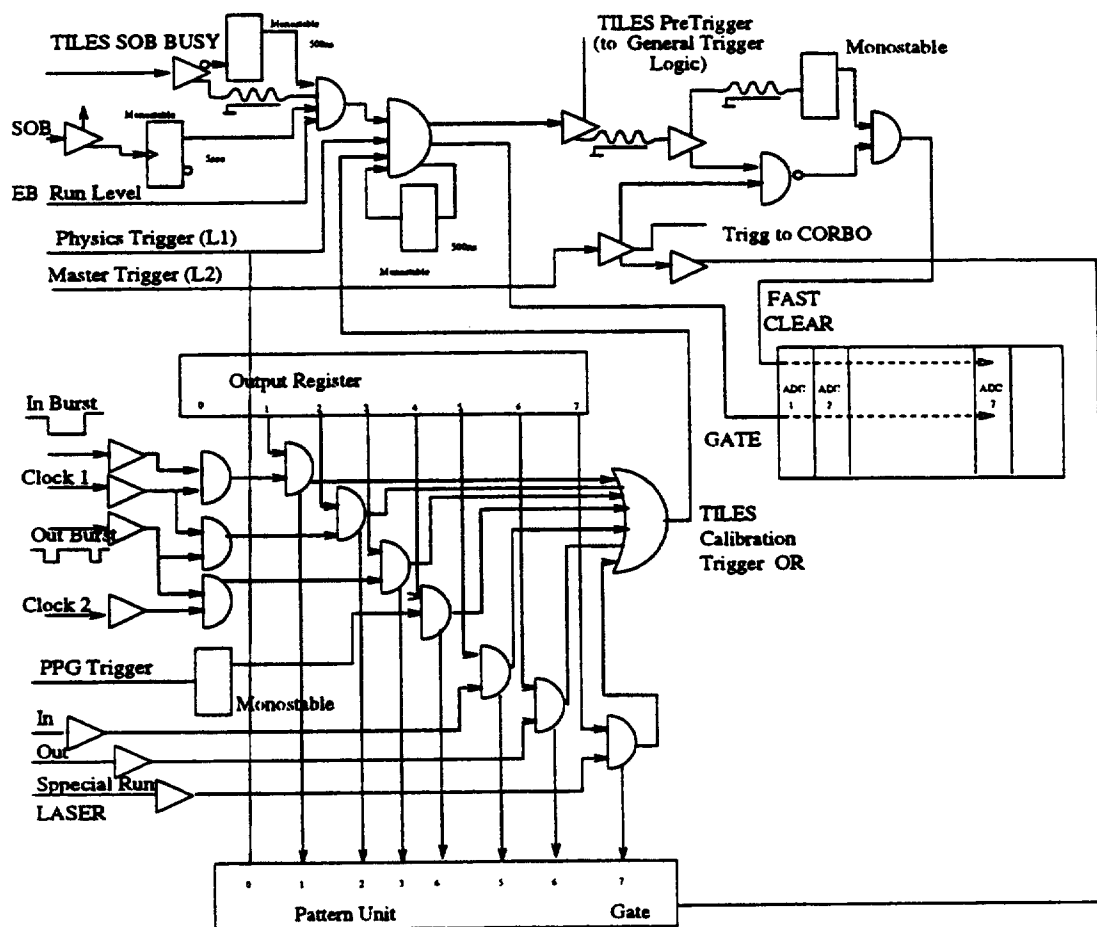 Monostable
500ns
TILES SOB BUSY
TILES PreTrigger
(to General Trigger
Logic)
Monostable
SOB
Monostable
EB Run Level
Physics Trigger (L1)
500ns
Monostable
Trigg to CORBO
Master Trigger (L2)
FAST
CLEAR
Output Register
0 1 2 3 4 5 6 7
ADC
1
ADC
2
ADC
7
In Burst
GATE
Clock 1
Out Burst
TILES
Calibration
Trigger OR
Clock 2
PPG Trigger
Monostable
In
Out
Sppecial Run
LASER
0 1 2 3 4 5 6 7
Pattern Unit
Gate